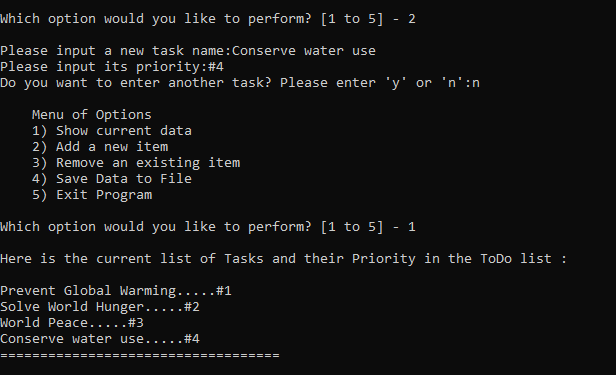 Which option would you like to perform? [1 to 5] - 2
Please input a new task name:Conserve water use
Please input its priority:#4
Do you want to enter another task? Please enter 'y' or 'n':n
Menu of Options
1) Show current data
2) Add a new item
3) Remove an existing item
4) Save Data to File
5) Exit Program
Which option would you like to perform? [1 to 5] - 1
Here is the current list of Tasks and their Priority in the ToDo list :
Prevent Global Warming.....#1
Solve World Hunger.....#2
World Peace.....#3
Conserve water use.....#4
===================================